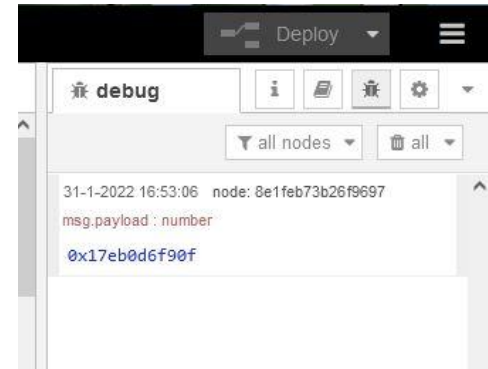 Deploy
debug
i
all nodes
all
31-1-2022 16:53:06 node: 8e1feb73b26f9697
msg.payload : number
0x17eb0d6f90f